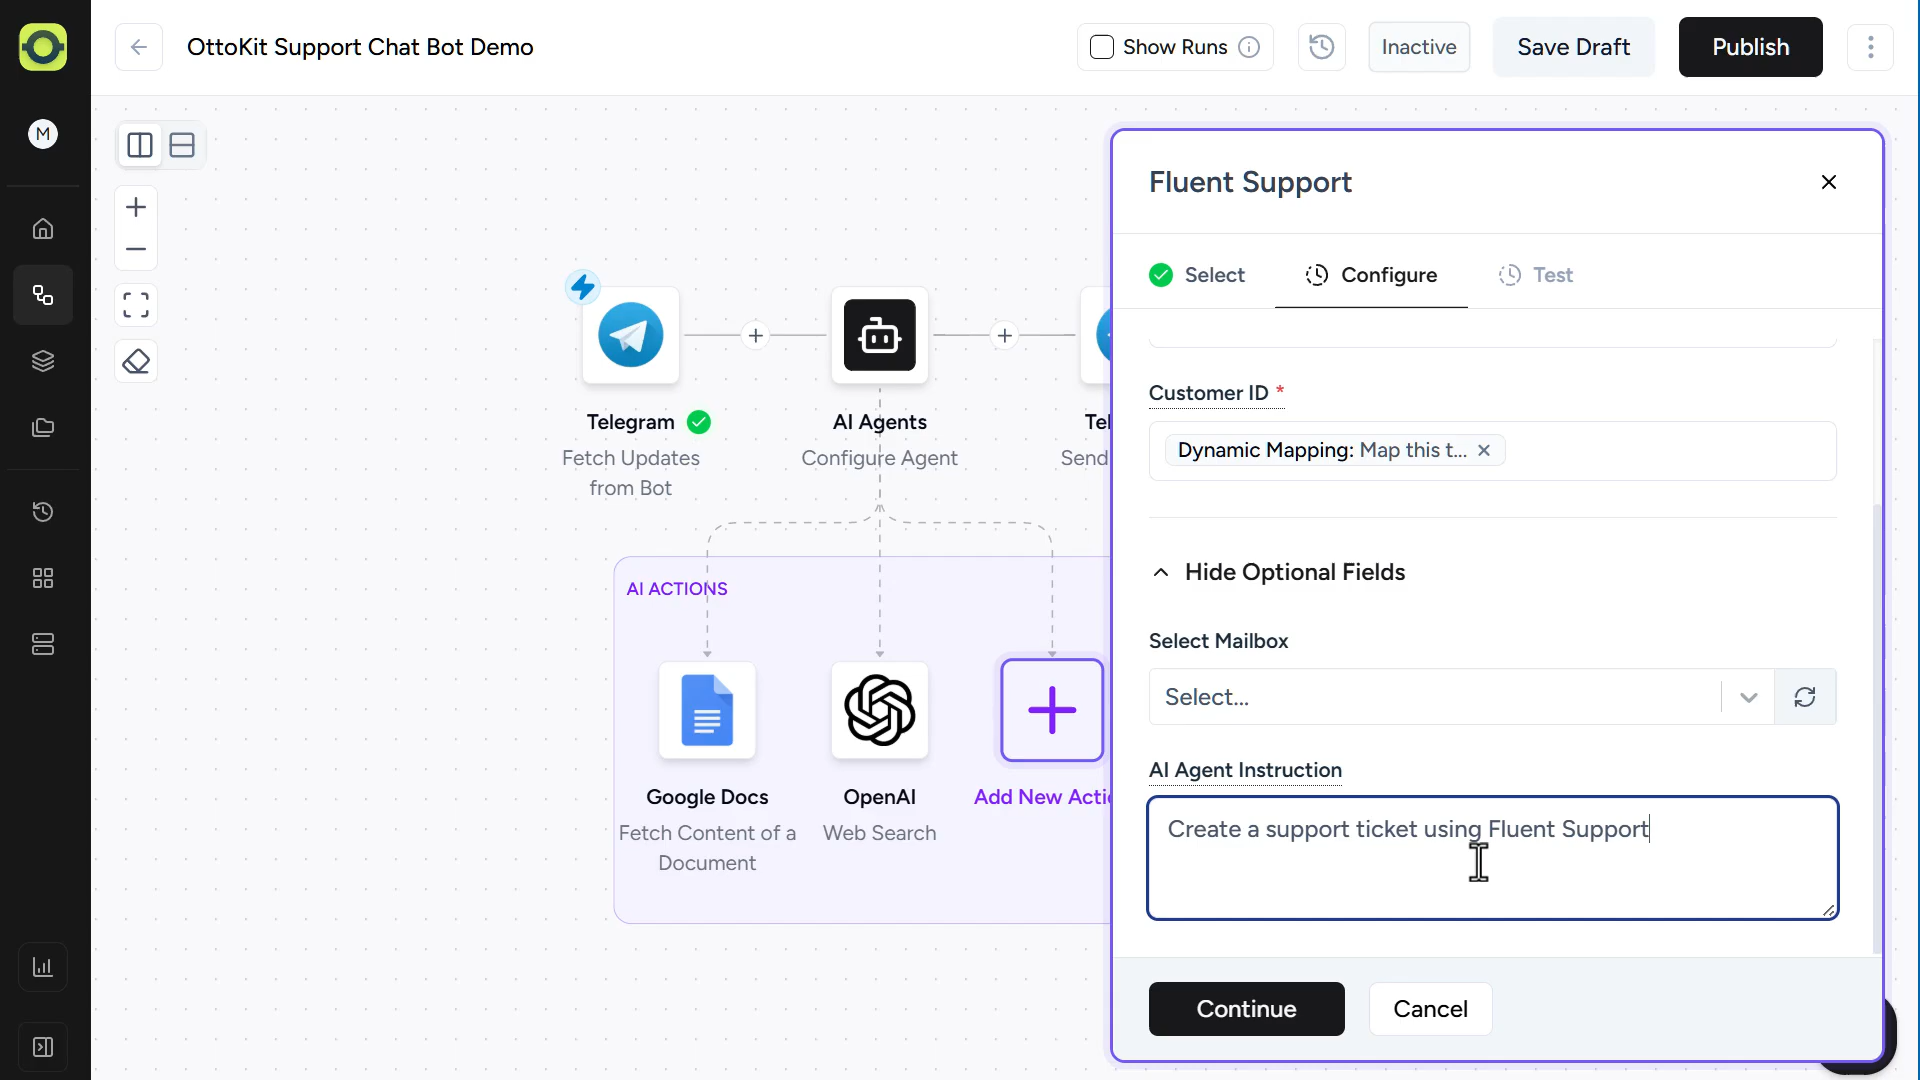 OttoKit Support Chat Bot Demo
Show Runs
Inactive
Save Draft
Publish
M
Fluent Support
Select
Configure
Test
Customer ID *
Dynamic Mapping: Map this t...
Hide Optional Fields
Select Mailbox
Select...
AI Agent Instruction
Create a support ticket using Fluent Support
Continue
Cancel
Telegram
Fetch Updates
from Bot
AI Agents
Configure Agent
Tel
Send
AI ACTIONS
Google Docs
Fetch Content of a
Document
OpenAI
Web Search
Add New Actio